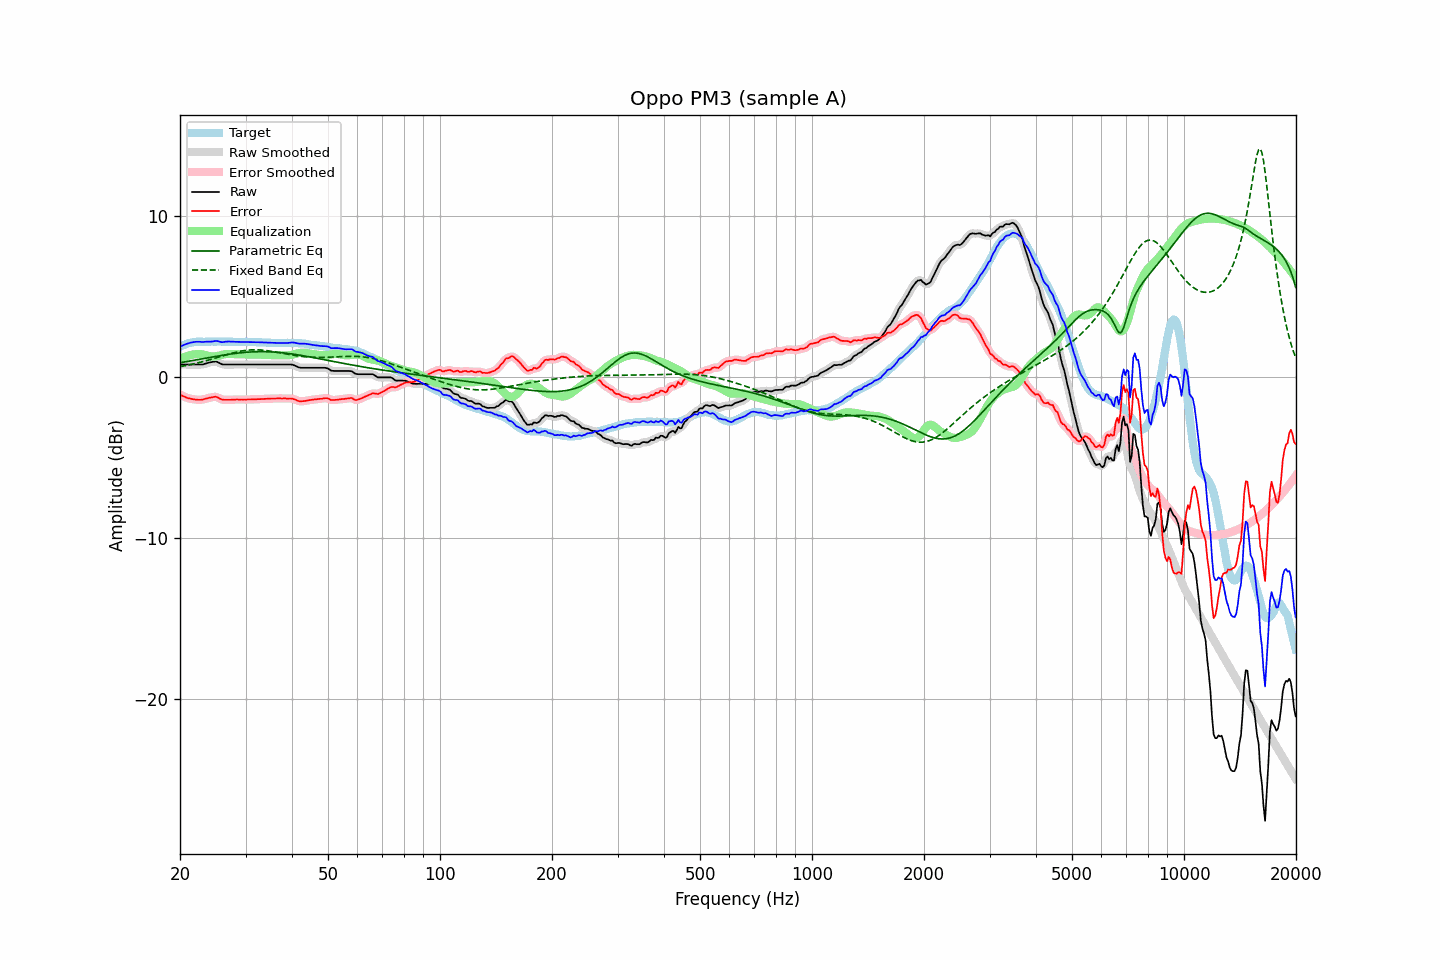 Oppo PM3 (sample A)
Target
Raw Smoothed
Error Smoothed
Raw
Error
Equalization
Parametric Eq
Fixed Band Eq
Equalized
10
0
−10
−20
Amplitude (dBr)
20
50
100
200
500
1000
2000
5000
10000
20000
Frequency (Hz)